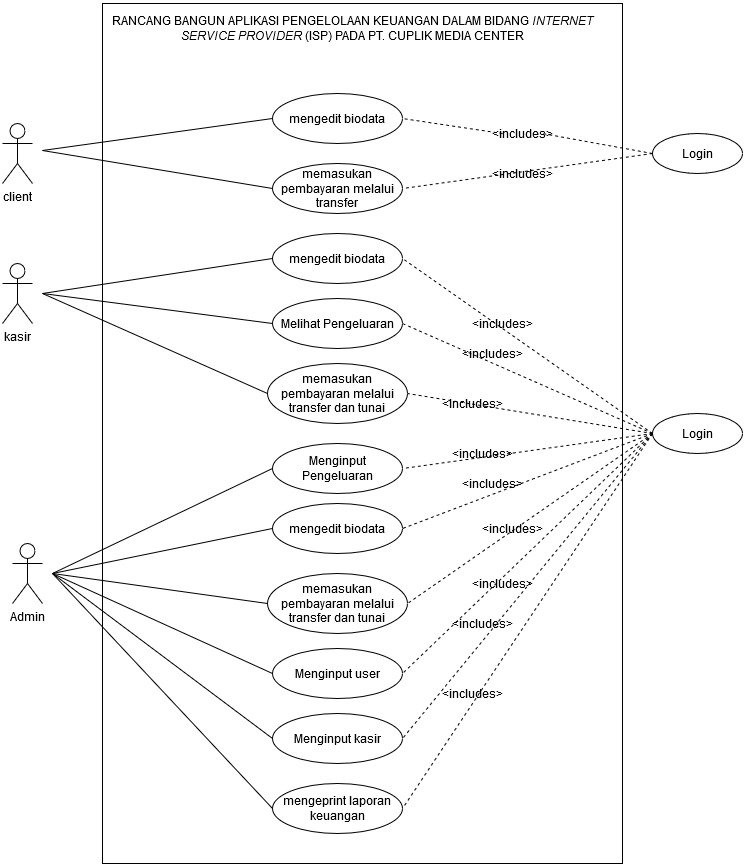 RANCANG BANGUN APLIKASI PENGELOLAAN KEUANGAN DALAM BIDANG INTERNET
SERVICE PROVIDER (ISP) PADA PT. CUPLIK MEDIA CENTER
mengedit biodata
<includes>
Login
memasukan
pembayaran melalui
transfer
<includes>
client
mengedit biodata
Melihat Pengeluaran
<includes>
kasir
<includes>
memasukan
pembayaran melalui
transfer dan tunai
<includes>
Login
Menginput
Pengeluaran
<includes>
<includes>
mengedit biodata
<includes>
memasukan
pembayaran melalui
transfer dan tunai
<includes>
Admin
<includes>
Menginput user
<includes>
Menginput kasir
mengeprint laporan
keuangan